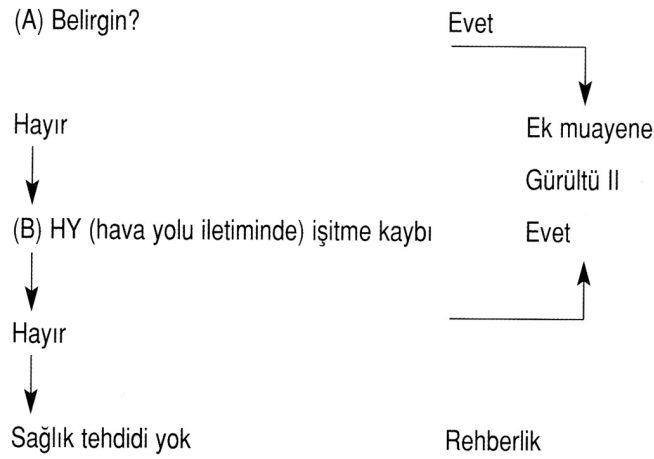 (A) Belirgin?
Evet
Hayır
Ek muayene
Gürültü II
(B) HY (hava yolu iletiminde) işitme kaybı
Evet
Hayır
Sağlık tehdidi yok
Rehberlik